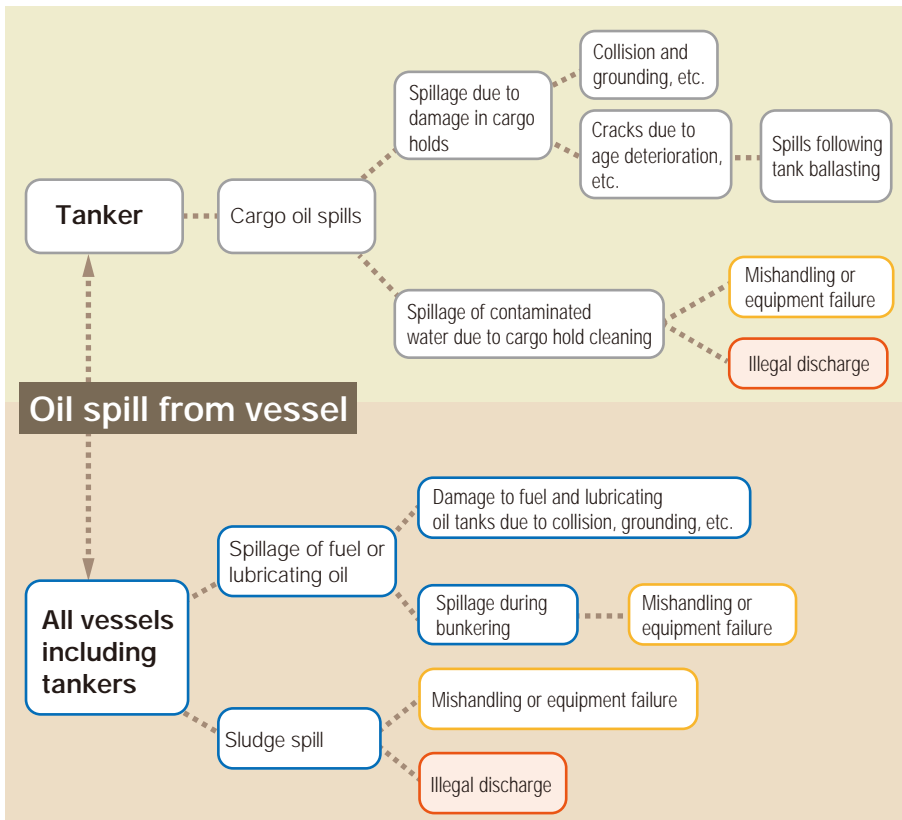 Collision and
grounding, etc.
Spillage due to
damage in cargo
holds
Cracks due to
age deterioration,
etc.
Spills following
tank ballasting
Tanker
Cargo oil spills
Mishandling or
equipment failure
Spillage of contaminated
water due to cargo hold cleaning
Illegal discharge
Oil spill from vessel
Damage to fuel and lubricating
oil tanks due to collision, grounding, etc.
Spillage of fuel or
lubricating oil
Spillage during
bunkering
Mishandling or
equipment failure
All vessels
including
tankers
Mishandling or equipment failure
Sludge spill
Illegal discharge